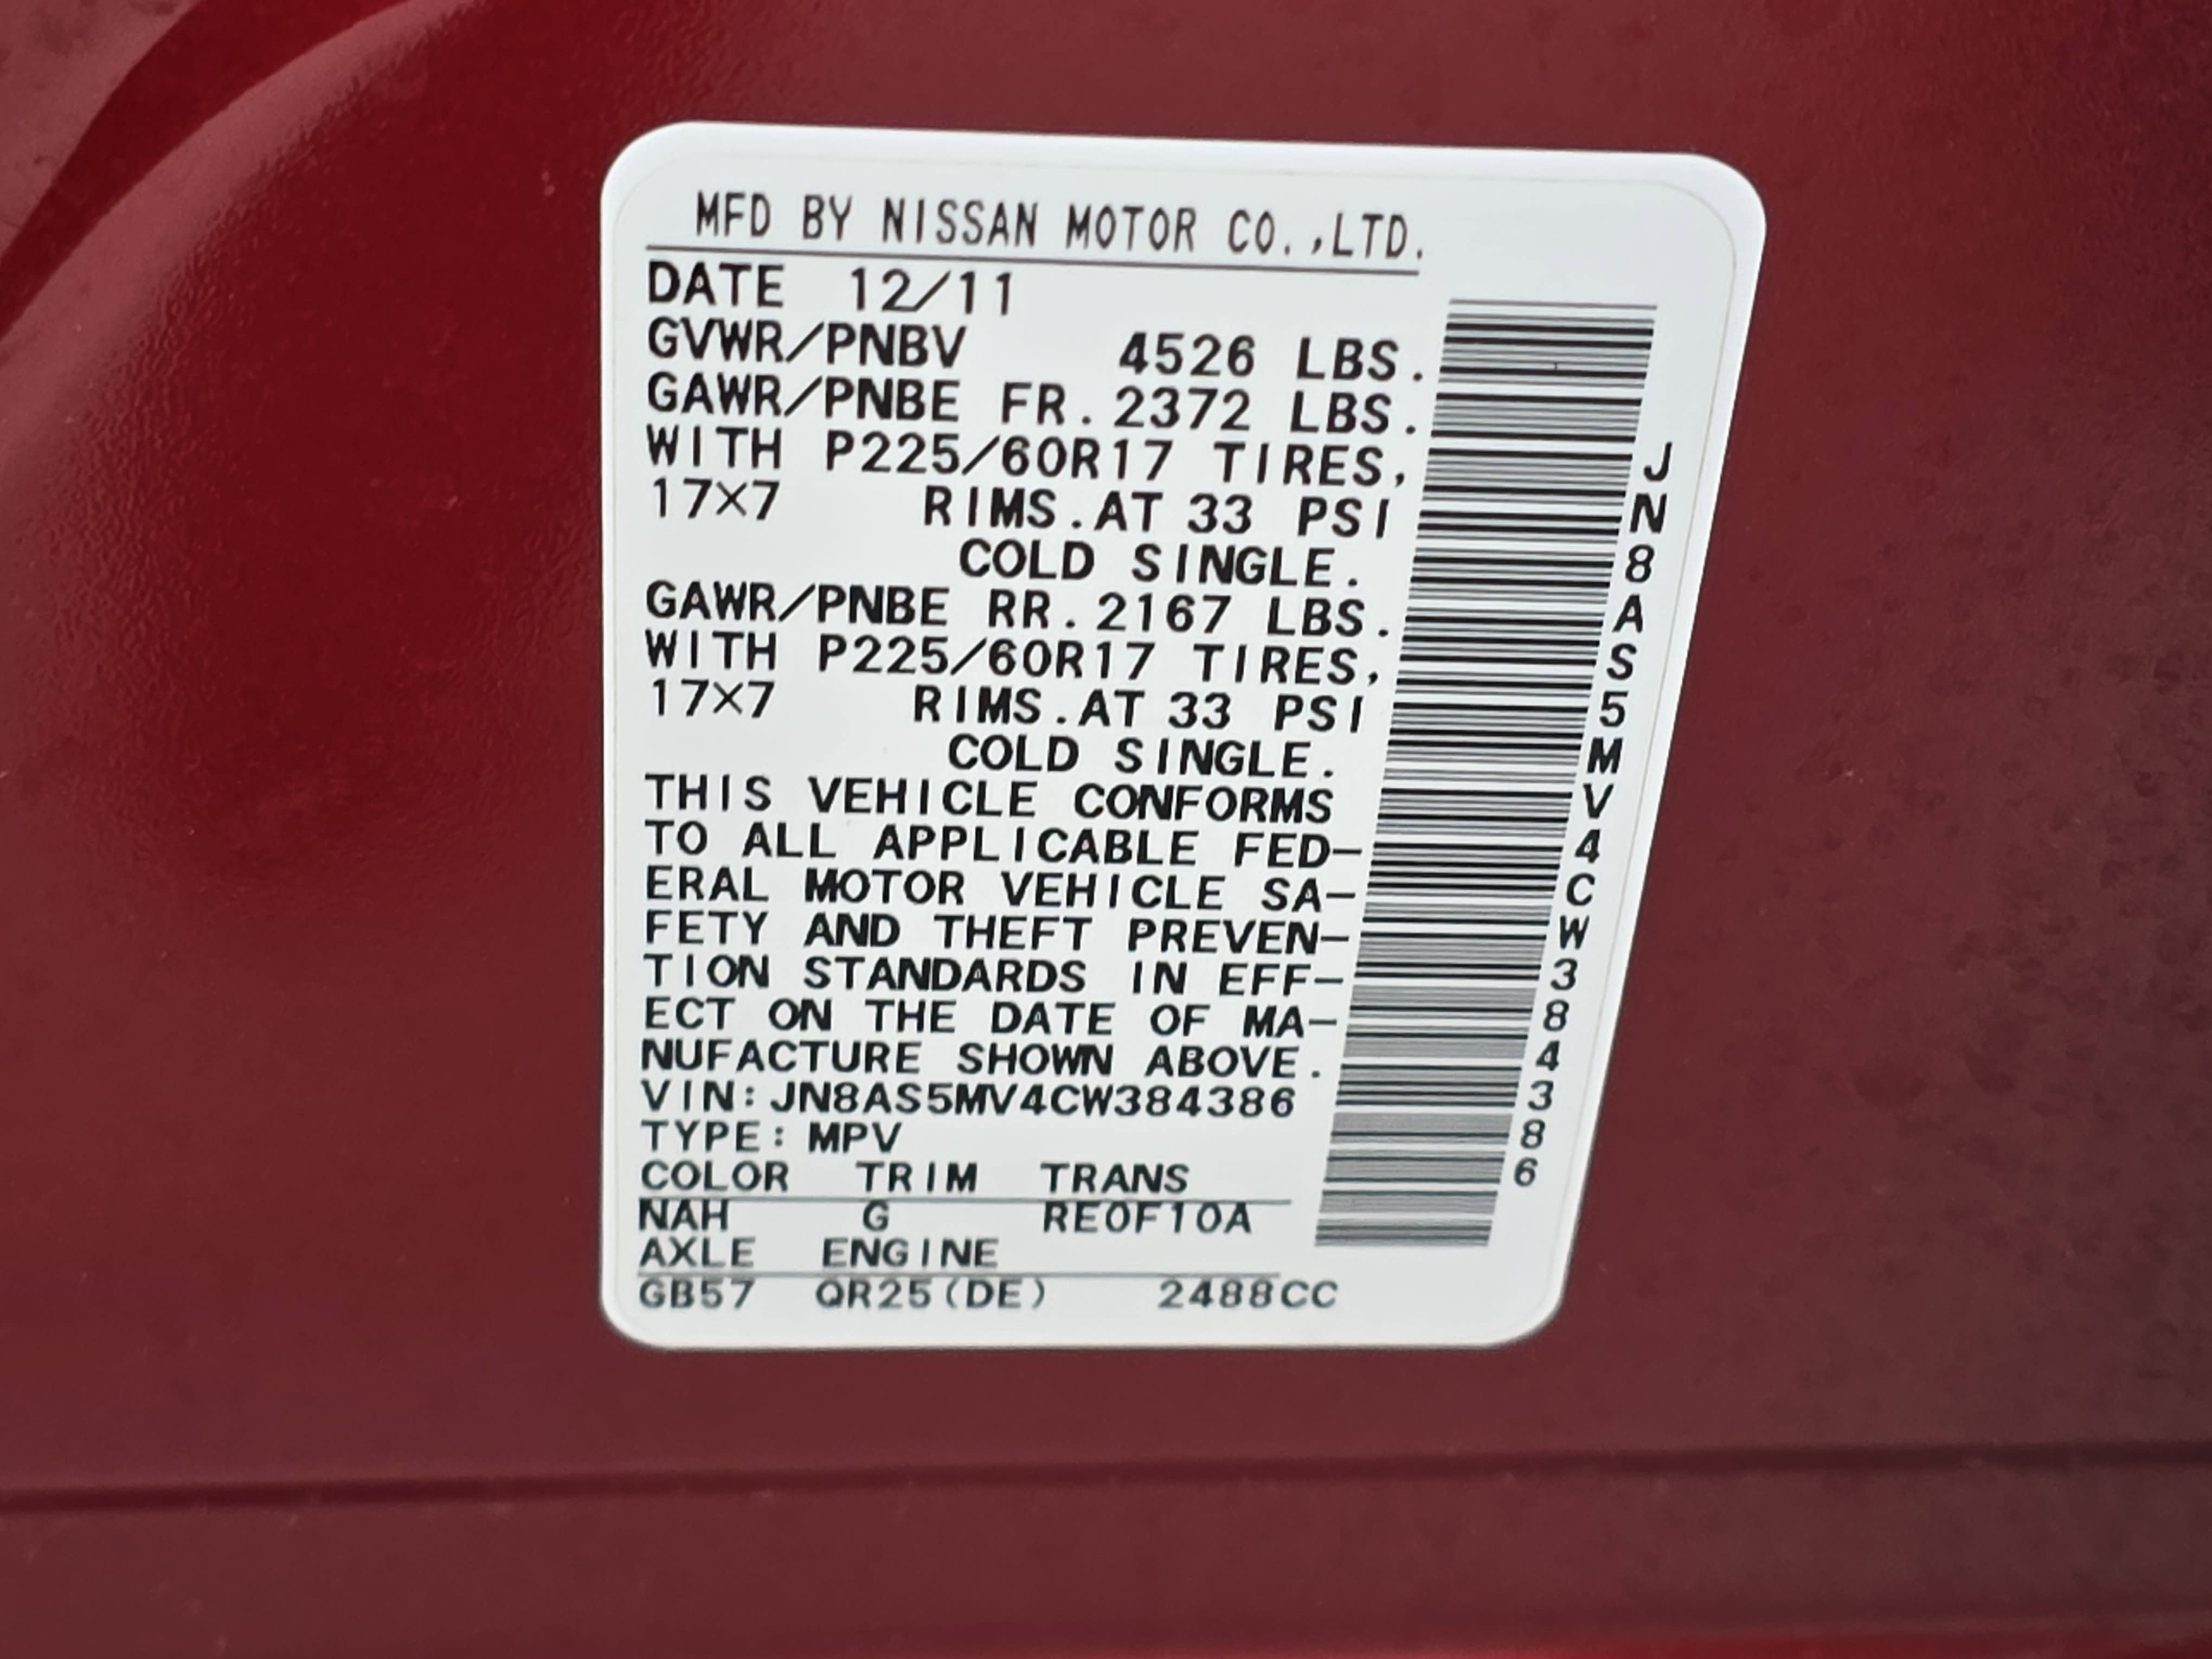 MFD BY NISSAN MOTOR CO.,LTD.
DATE 12/11
GVWR/PNBV 4526 LBS.
GAWR/PNBE FR.2372 LBS.
WITH P225/60R17 TIRES,
17×7 RIMS.AT 33 PSI
COLD SINGLE.
GAWR/PNBE RR.2167 LBS.
WITH P225/60R17 TIRES,
17×7 RIMS.AT 33 PSI
COLD SINGLE.
THIS VEHICLE CONFORMS
TO ALL APPLICABLE FED-
ERAL MOTOR VEHICLE SA-
FETY AND THEFT PREVEN-
TION STANDARDS IN EFF-
ECT ON THE DATE OF MA-
NUFACTURE SHOWN ABOVE.
VIN:JN8AS5MV4CW384386
TYPE:MPV
COLOR TRIM TRANS
NAH G RE0F10A
AXLE ENGINE
GB57 QR25(DE) 2488CC
JN8AS5MV4CW384386